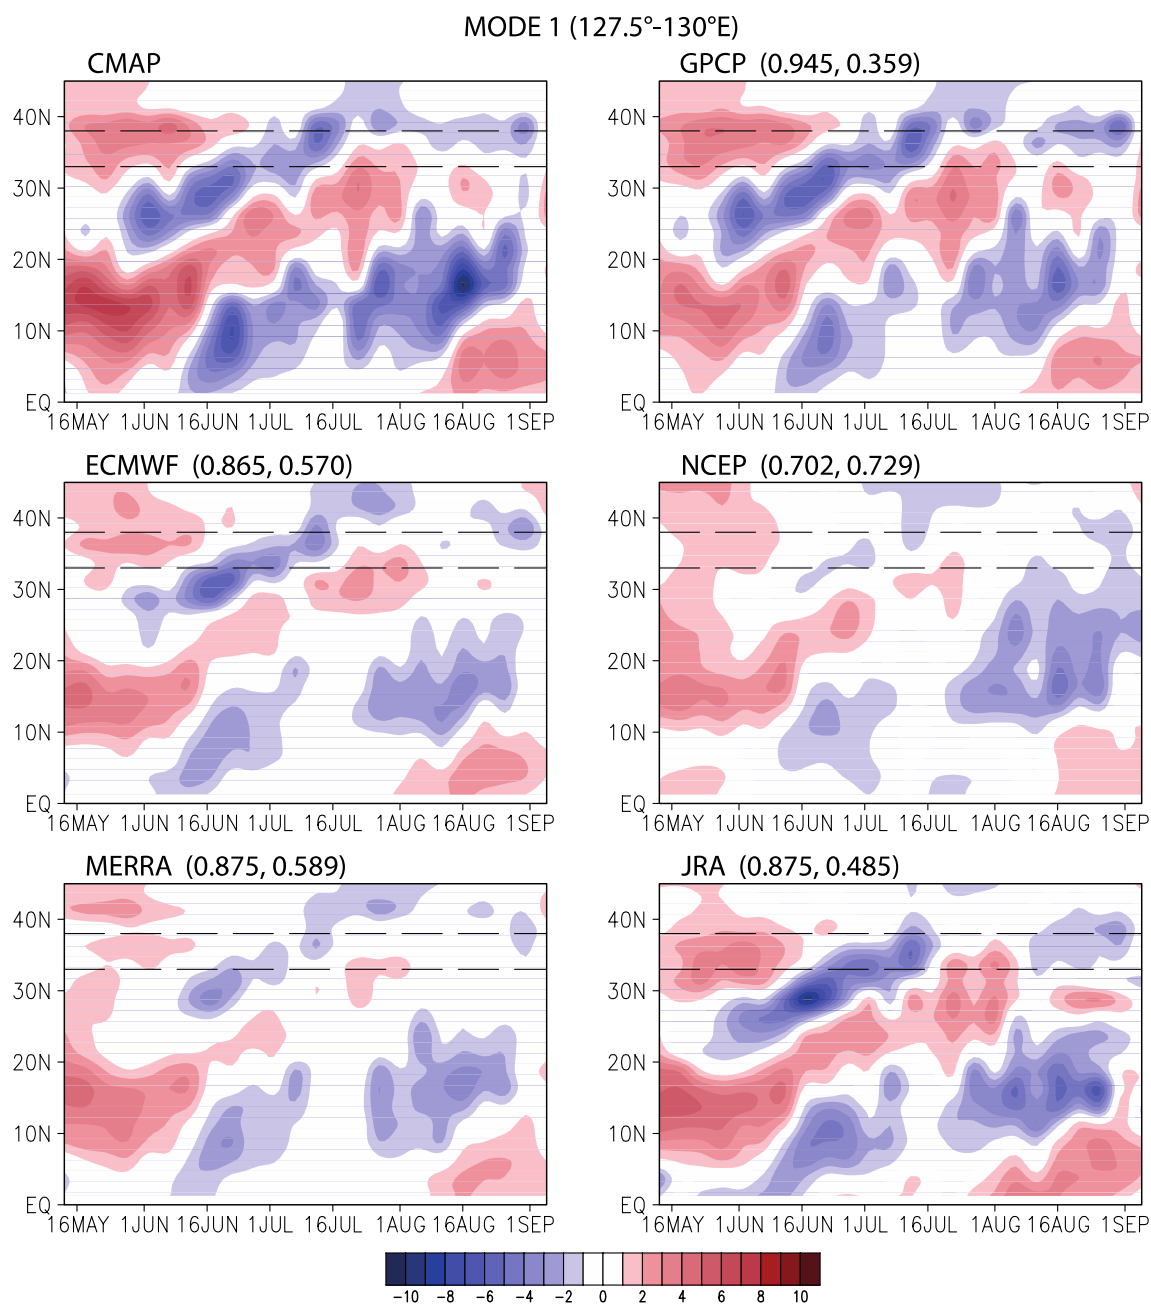 MODE 1 (127.5°-130°E)
CMAP
GPCP (0.945, 0.359)
40N
30N
20N
10N
EQ
16MAY 1JUN 16JUN 1JUL 16JUL 1AUG 16AUG 1SEP
40N
30N
20N
10N
EQ
16MAY 1JUN 16JUN 1JUL 16JUL 1AUG 16AUG 1SEP
ECMWF (0.865, 0.570)
NCEP (0.702, 0.729)
40N
30N
20N
10N
EQ
16MAY 1JUN 16JUN 1JUL 16JUL 1AUG 16AUG 1SEP
40N
30N
20N
10N
EQ
16MAY 1JUN 16JUN 1JUL 16JUL 1AUG 16AUG 1SEP
MERRA (0.875, 0.589)
JRA (0.875, 0.485)
40N
30N
20N
10N
EQ
16MAY 1JUN 16JUN 1JUL 16JUL 1AUG 16AUG 1SEP
40N
30N
20N
10N
EQ
16MAY 1JUN 16JUN 1JUL 16JUL 1AUG 16AUG 1SEP
-10 -8 -6 -4 -2 0 2 4 6 8 10